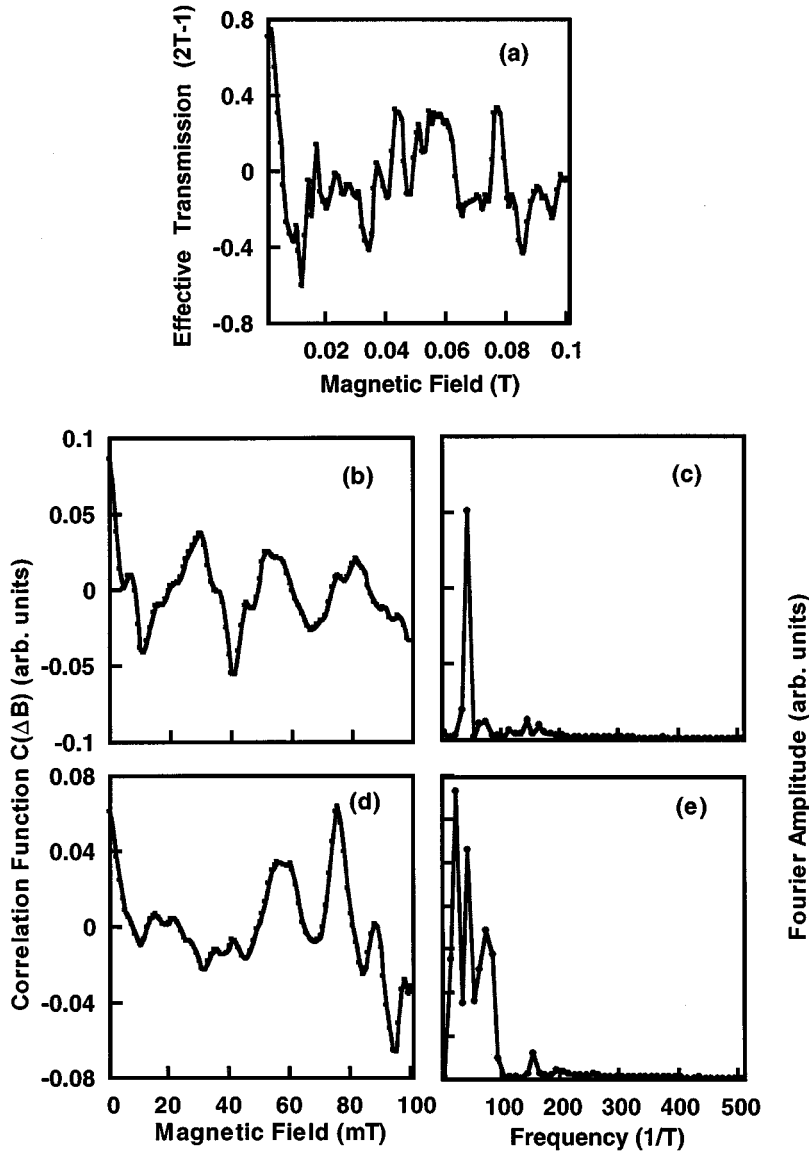 Effective Transmission (2T-1)
0.8
0.4
0
-0.4
-0.8
(a)
0.02 0.04 0.06 0.08 0.1
Magnetic Field (T)
Correlation Function C(ΔB) (arb. units)
0.1
0.05
0
-0.05
-0.1
(b)
(c)
0.08
0.04
0
-0.04
-0.08
(d)
(e)
0 20 40 60 80 100
Magnetic Field (mT)
100 200 300 400 500
Frequency (1/T)
Fourier Amplitude (arb. units)